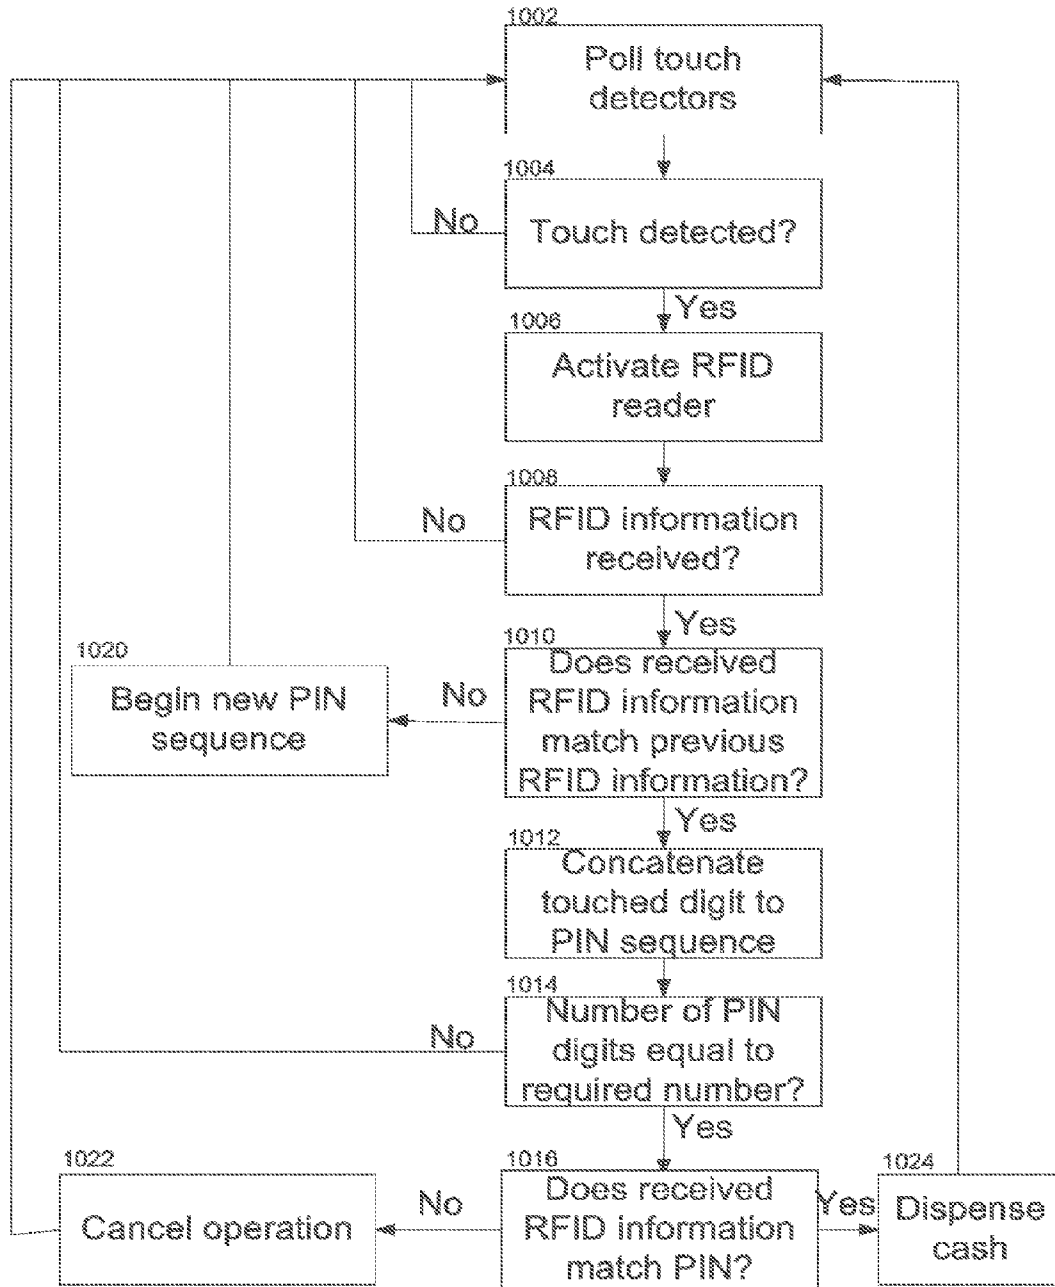 1002
Poll touch
detectors
1004
No
Touch detected?
Yes
1006
Activate RFID
reader
1008
No
RFID information
received?
Yes
1010
1020
Does received
RFID information
match previous
RFID information?
No
Begin new PIN
sequence
Yes
1012
Concatenate
touched digit to
PIN sequence
1014
No
Number of PIN
digits equal to
required number?
Yes
1022
1016
1024
Cancel operation
No
Does received
RFID information
match PIN?
Yes
Dispense
cash